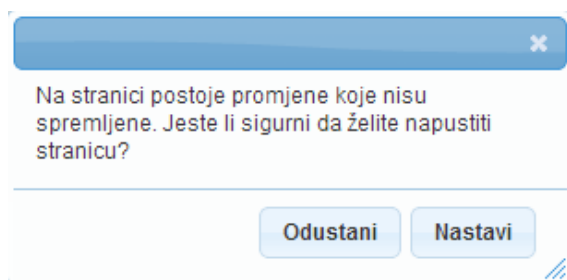 Na stranici postoje promjene koje nisu
spremljene. Jeste li sigurni da želite napustiti
stranicu?
Odustani Nastavi